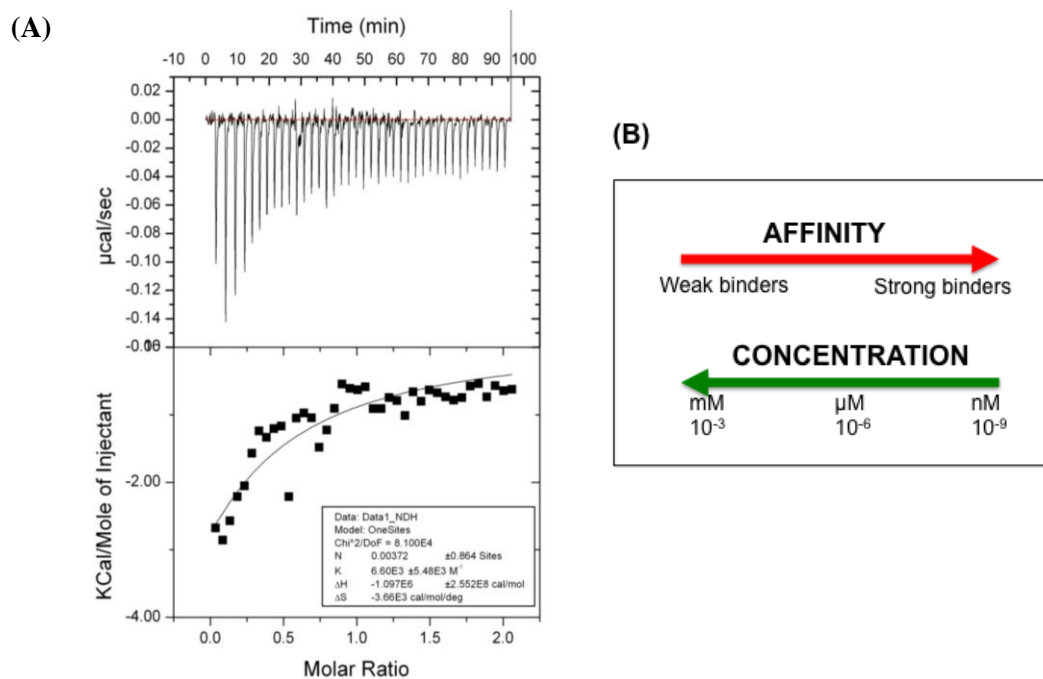 (A)
Time (min)
-10 0 10 20 30 40 50 60 70 80 90 100
0.02
0.00
-0.02
-0.04
-0.06
-0.08
-0.10
-0.12
-0.14
µcal/sec
-2.00
-4.00
KCal/Mole of Injectant
Data: Data1_NDH
Model: OneSites
Chi^2/DoF = 8.100E4
N 0.00372 ±0.864 Sites
K 6.60E3 ±5.48E3 M⁻¹
ΔH -1.097E6 ±2.552E8 cal/mol
ΔS -3.66E3 cal/mol/deg
0.0 0.5 1.0 1.5 2.0
Molar Ratio
(B)
AFFINITY
Weak binders Strong binders
CONCENTRATION
mM µM nM
10⁻³ 10⁻⁶ 10⁻⁹